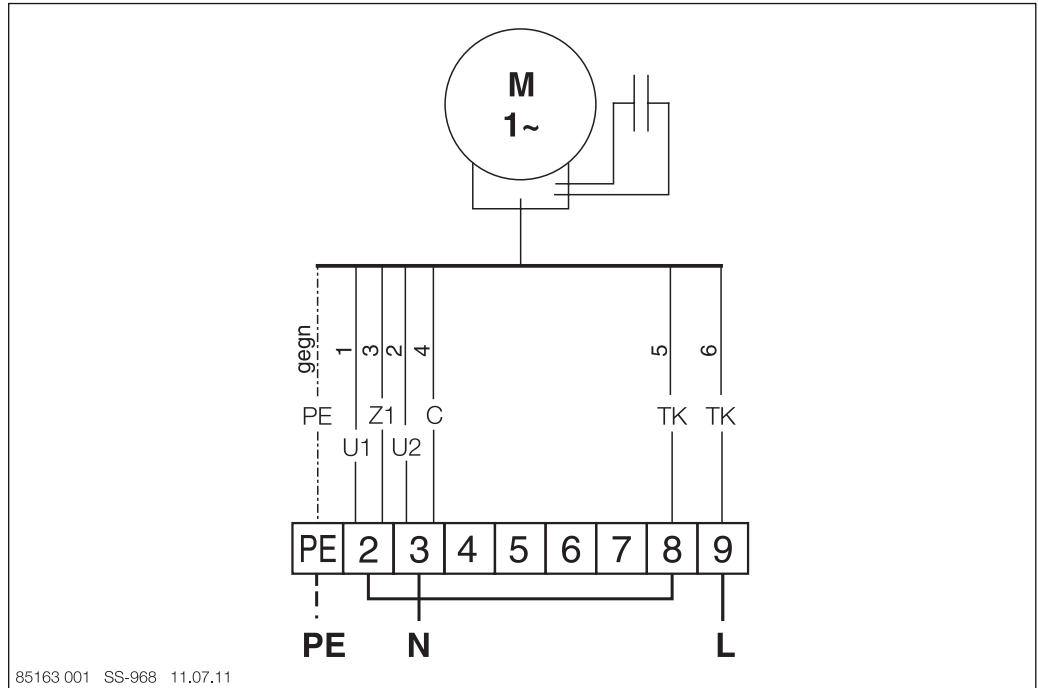 M
1~
gegn 1 3 2 4 5 6
PE Z1 C TK TK
U1 U2
PE 2 3 4 5 6 7 8 9
PE N L
85163 001 SS-968 11.07.11